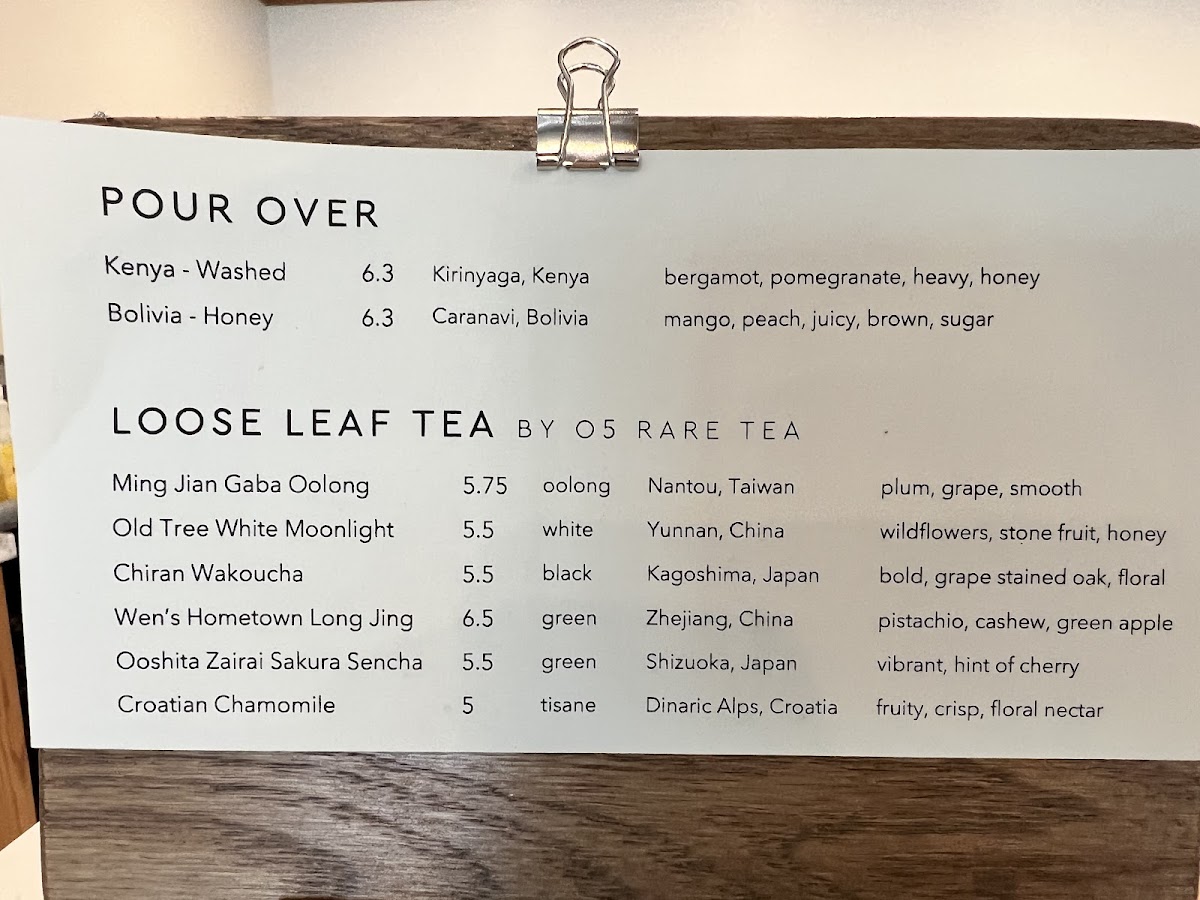 POUR OVER
Kenya - Washed 6.3 Kirinyaga, Kenya bergamot, pomegranate, heavy, honey
Bolivia - Honey 6.3 Caranavi, Bolivia mango, peach, juicy, brown, sugar
LOOSE LEAF TEA BY O5 RARE TEA
Ming Jian Gaba Oolong 5.75 oolong Nantou, Taiwan plum, grape, smooth
Old Tree White Moonlight 5.5 white Yunnan, China wildflowers, stone fruit, honey
Chiran Wakoucha 5.5 black Kagoshima, Japan bold, grape stained oak, floral
Wen's Hometown Long Jing 6.5 green Zhejiang, China pistachio, cashew, green apple
Ooshita Zairai Sakura Sencha 5.5 green Shizuoka, Japan vibrant, hint of cherry
Croatian Chamomile 5 tisane Dinaric Alps, Croatia fruity, crisp, floral nectar